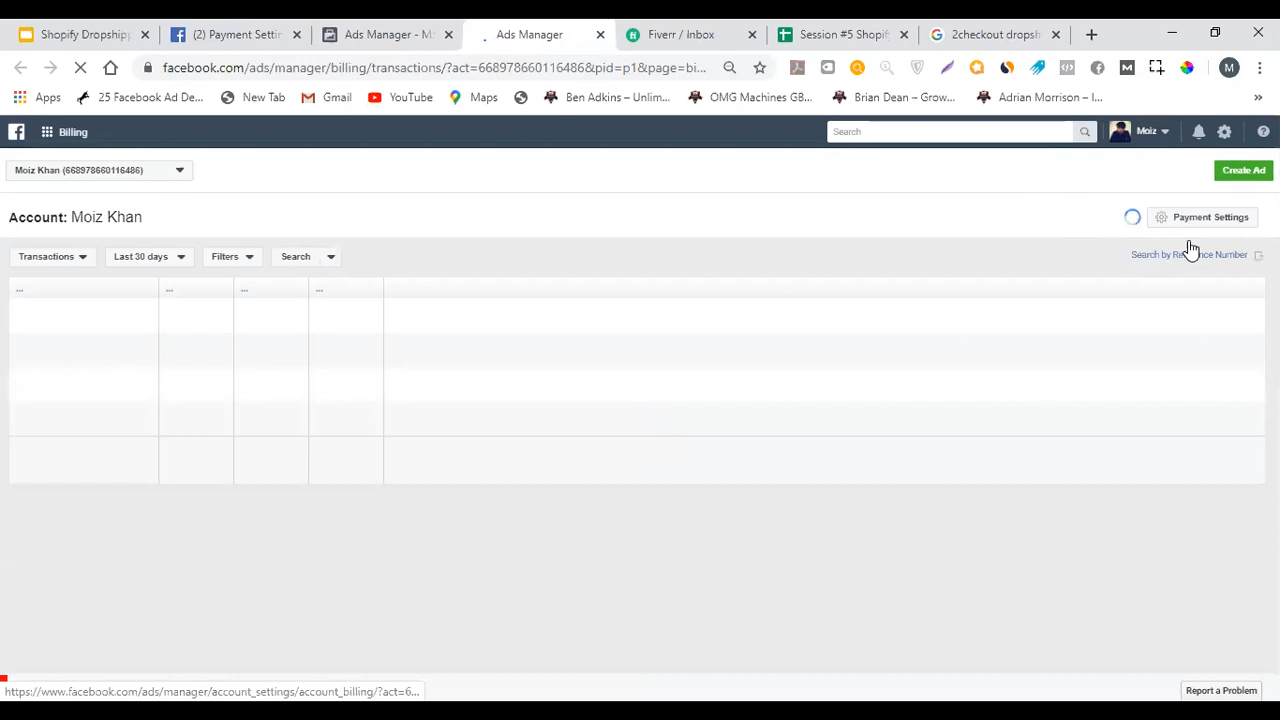 Shopify Dropshipp
(2) Payment Settin
Ads Manager - Ma
Ads Manager
Fiverr / Inbox
Session #5 Shopif
2checkout dropsh
facebook.com/ads/manager/billing/transactions/?act=668978660116486&pid=p1&page=bi...
M
Apps
25 Facebook Ad De...
New Tab
Gmail
YouTube
Maps
Ben Adkins – Unlim...
OMG Machines GB...
Brian Dean – Grow...
Adrian Morrison – I...
»
Billing
Search
Moiz
Moiz Khan (668978660116486)
Create Ad
Account: Moiz Khan
Payment Settings
Transactions
Last 30 days
Filters
Search
Search by Reference Number
... ... ... ...
https://www.facebook.com/ads/manager/account_settings/account_billing/?act=6...
Report a Problem